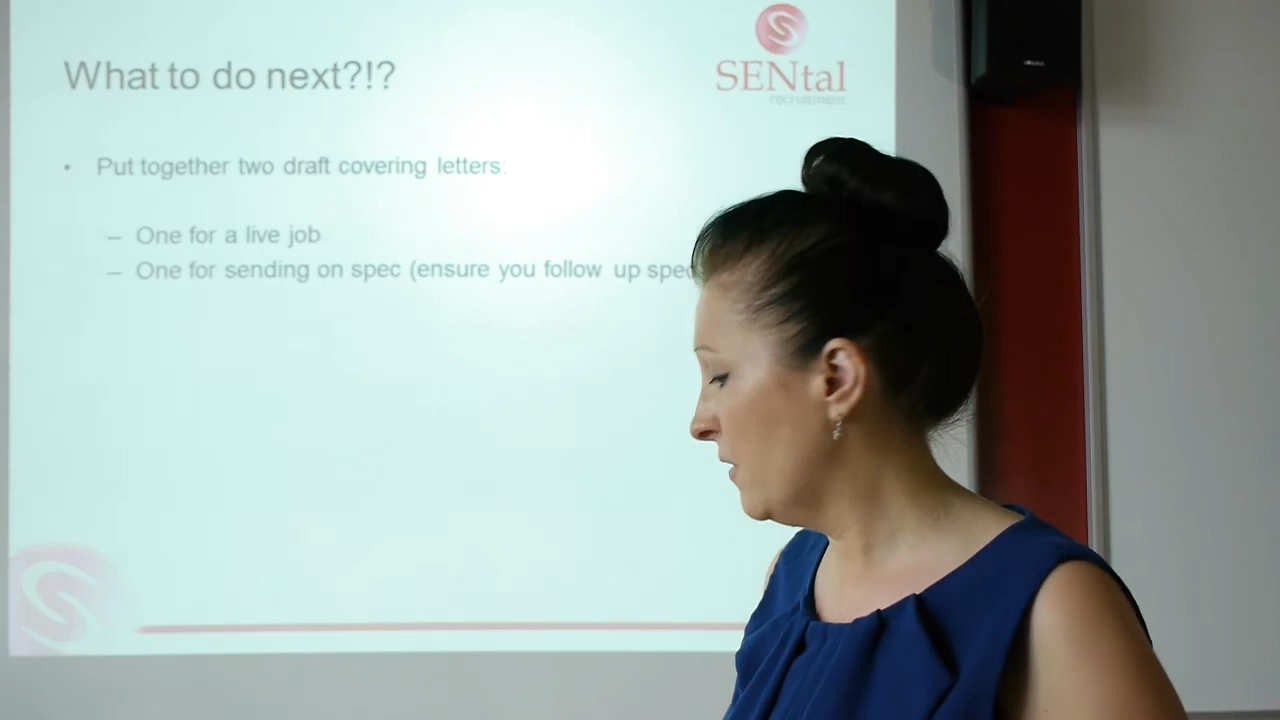 What to do next?!?
SENtal
recruitment
• Put together two draft covering letters:
– One for a live job
– One for sending on spec (ensure you follow up spec